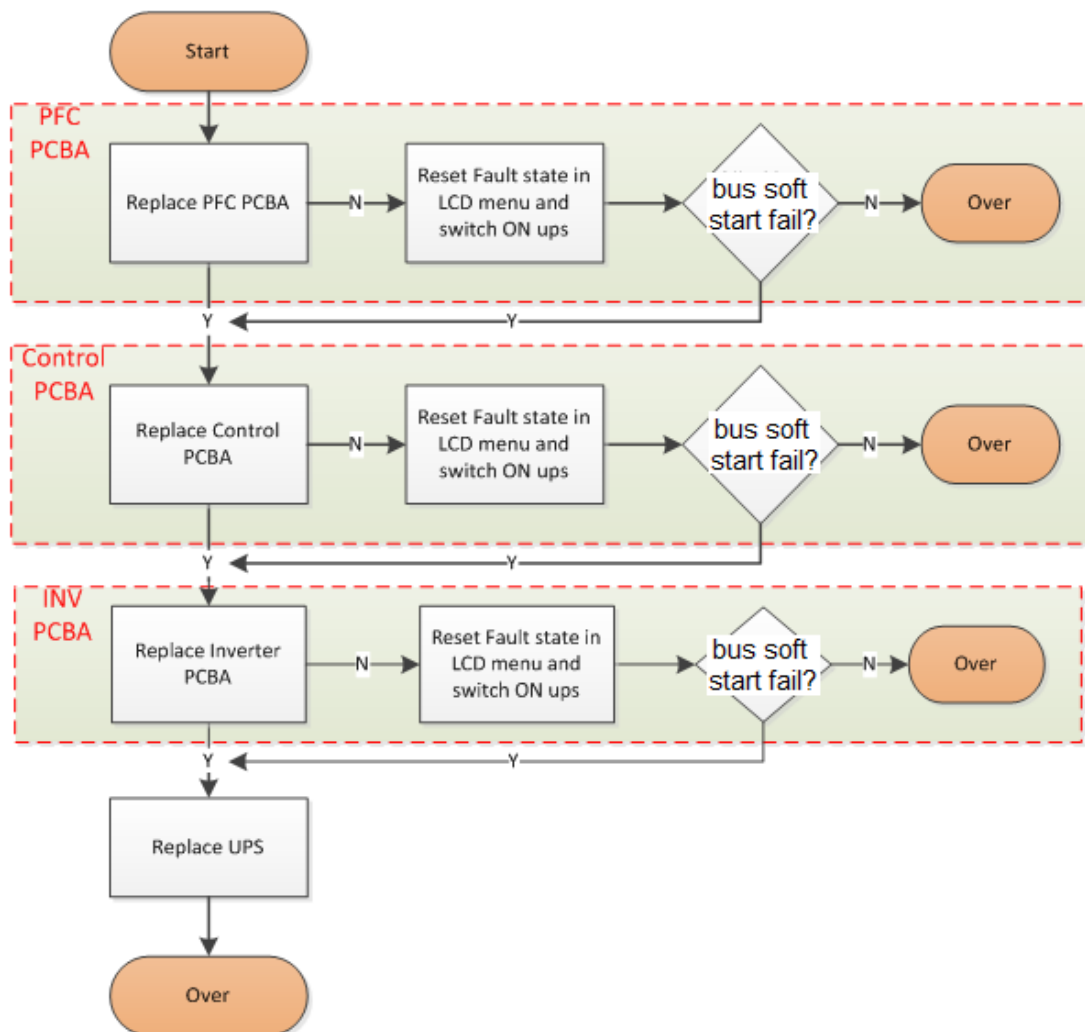 Start
PFC
PCBA
Replace PFC PCBA
N
Reset Fault state in
LCD menu and
switch ON ups
bus soft
start fail?
N
Over
Y
Y
Control
PCBA
Replace Control
PCBA
N
Reset Fault state in
LCD menu and
switch ON ups
bus soft
start fail?
N
Over
Y
Y
INV
PCBA
Replace Inverter
PCBA
N
Reset Fault state in
LCD menu and
switch ON ups
bus soft
start fail?
N
Over
Y
Y
Replace UPS
Over